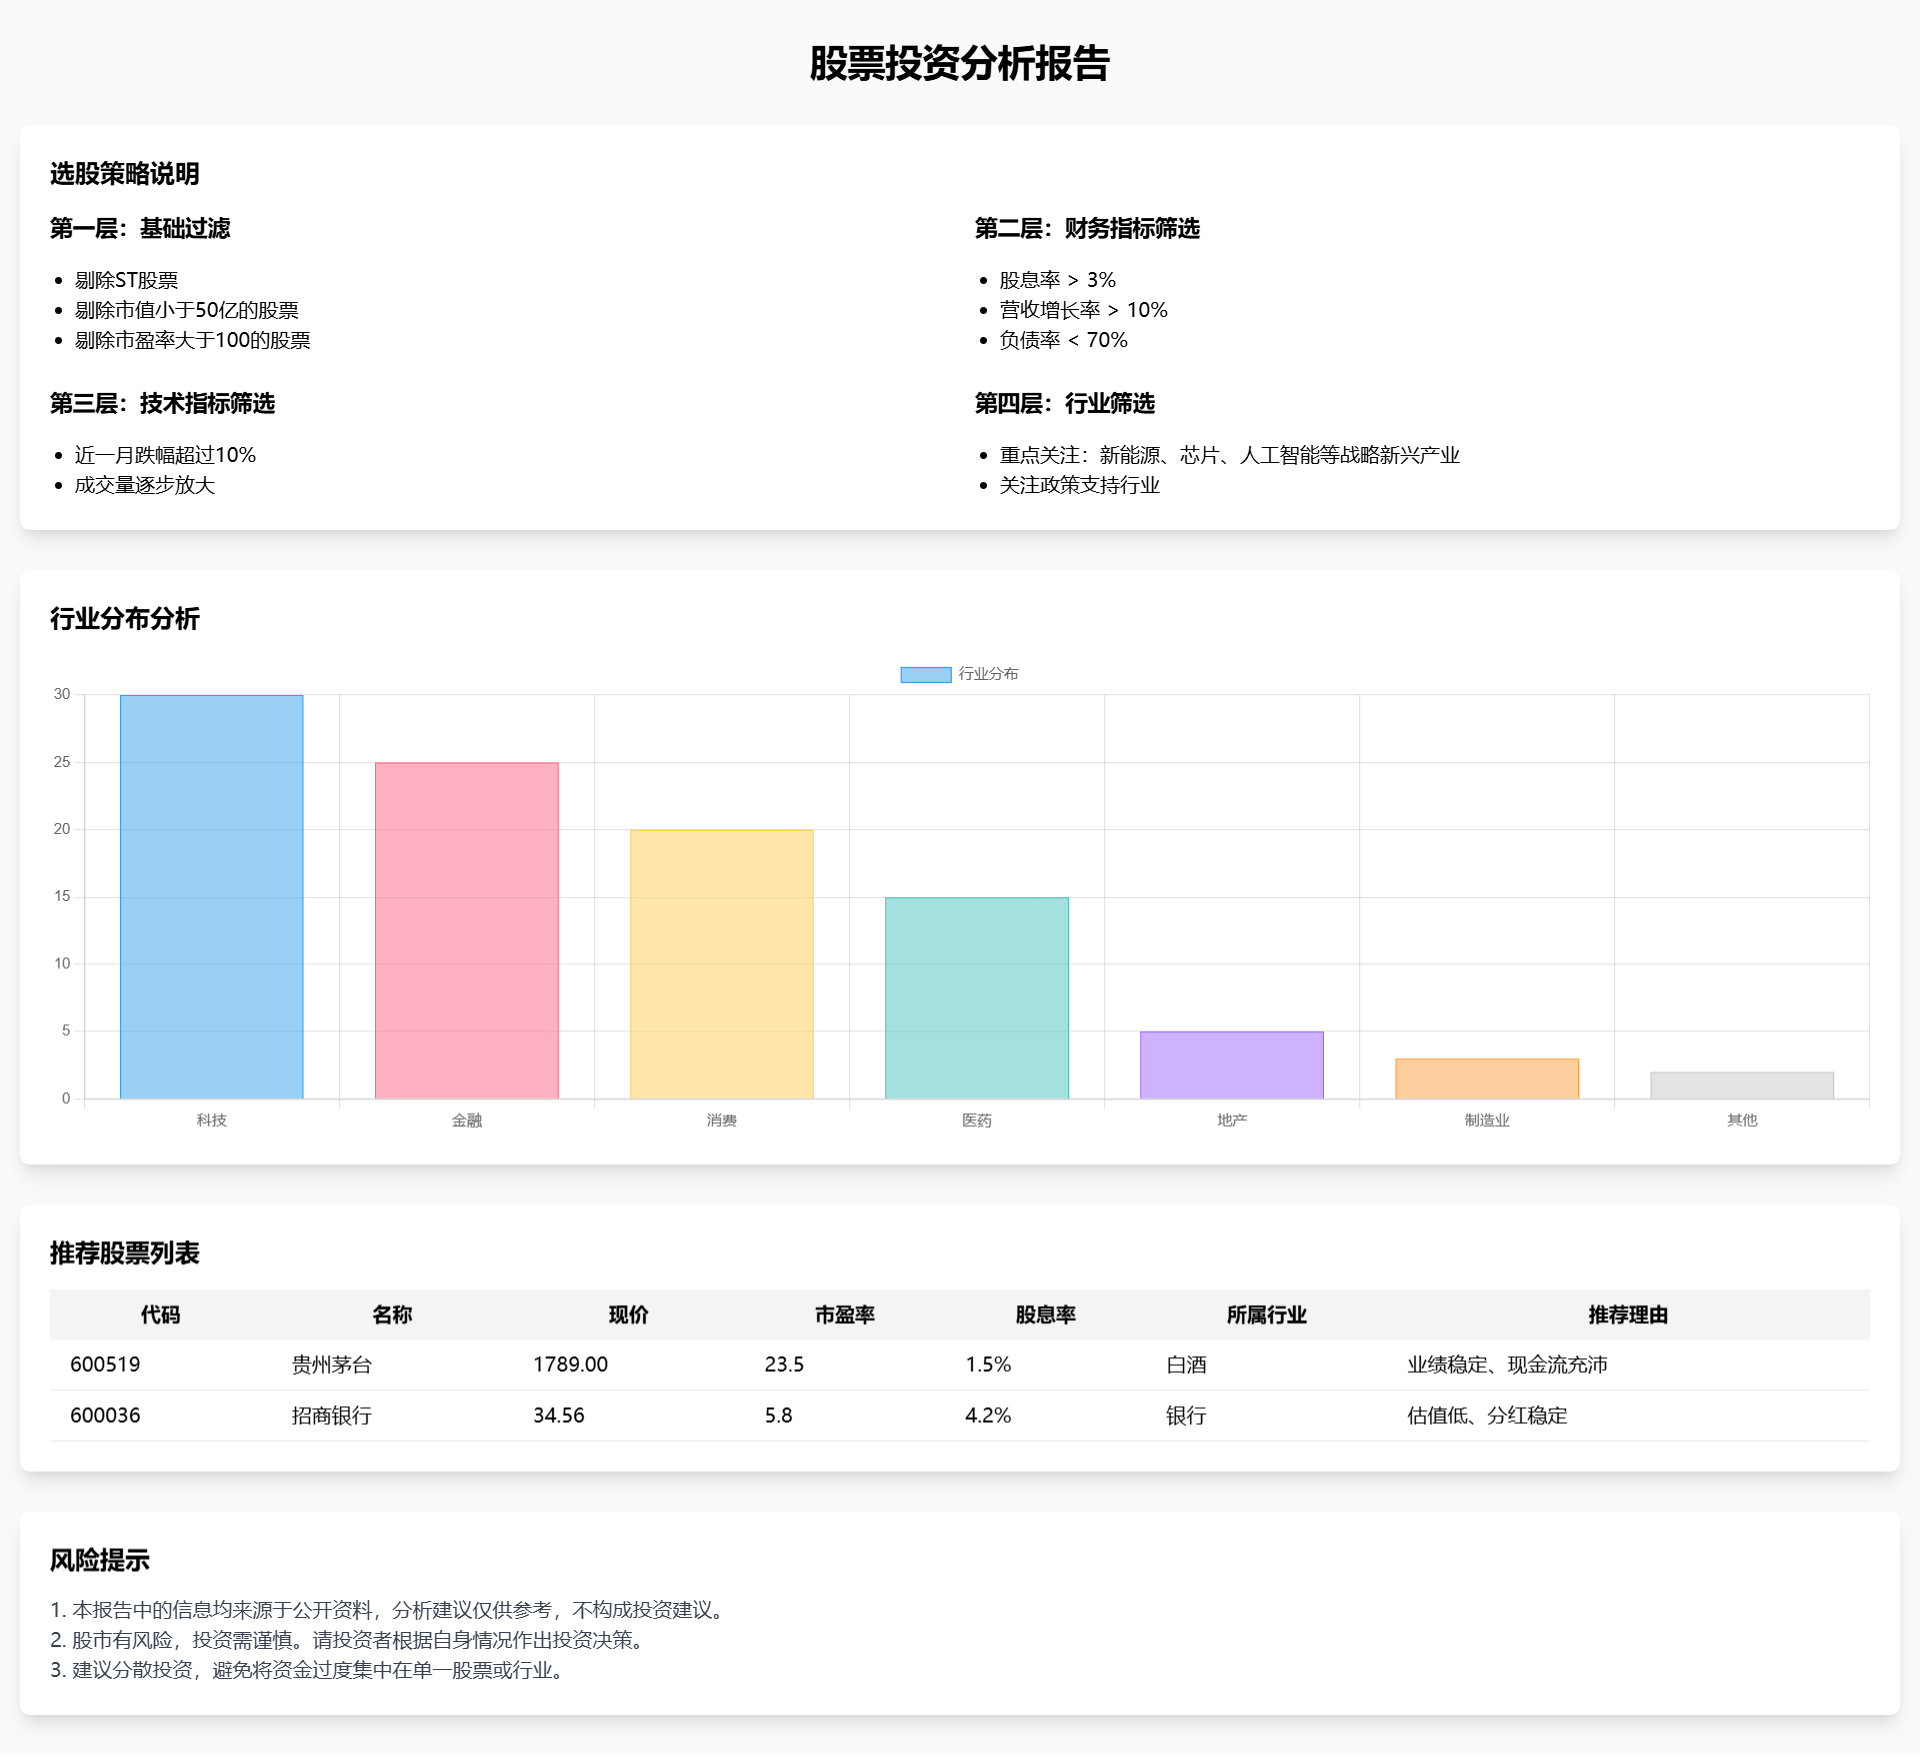 股票投资分析报告
选股策略说明
第一层：基础过滤
剔除ST股票
剔除市值小于50亿的股票
剔除市盈率大于100的股票
第二层：财务指标筛选
股息率 > 3%
营收增长率 > 10%
负债率 < 70%
第三层：技术指标筛选
近一月跌幅超过10%
成交量逐步放大
第四层：行业筛选
重点关注：新能源、芯片、人工智能等战略新兴产业
关注政策支持行业
行业分布分析
行业分布
30
25
20
15
10
5
0
科技 金融 消费 医药 地产 制造业 其他
推荐股票列表
代码 名称 现价 市盈率 股息率 所属行业 推荐理由
600519 贵州茅台 1789.00 23.5 1.5% 白酒 业绩稳定、现金流充沛
600036 招商银行 34.56 5.8 4.2% 银行 估值低、分红稳定
风险提示
1. 本报告中的信息均来源于公开资料，分析建议仅供参考，不构成投资建议。
2. 股市有风险，投资需谨慎。请投资者根据自身情况作出投资决策。
3. 建议分散投资，避免将资金过度集中在单一股票或行业。